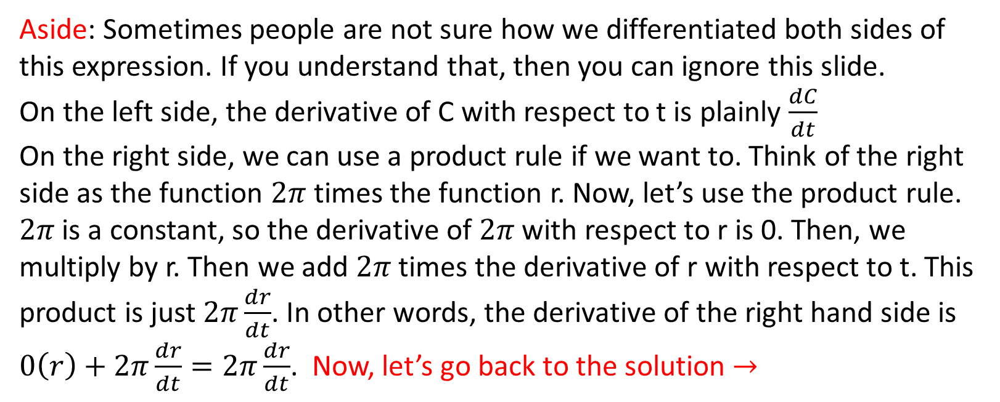 Aside: Sometimes people are not sure how we differentiated both sides of
this expression. If you understand that, then you can ignore this slide.
On the left side, the derivative of C with respect to t is plainly $\frac{dC}{dt}$
On the right side, we can use a product rule if we want to. Think of the right
side as the function $2\pi$ times the function r. Now, let’s use the product rule.
$2\pi$ is a constant, so the derivative of $2\pi$ with respect to r is 0. Then, we
multiply by r. Then we add $2\pi$ times the derivative of r with respect to t. This
product is just $2\pi\frac{dr}{dt}$. In other words, the derivative of the right hand side is
$0(r) + 2\pi\frac{dr}{dt} = 2\pi\frac{dr}{dt}$. Now, let’s go back to the solution →